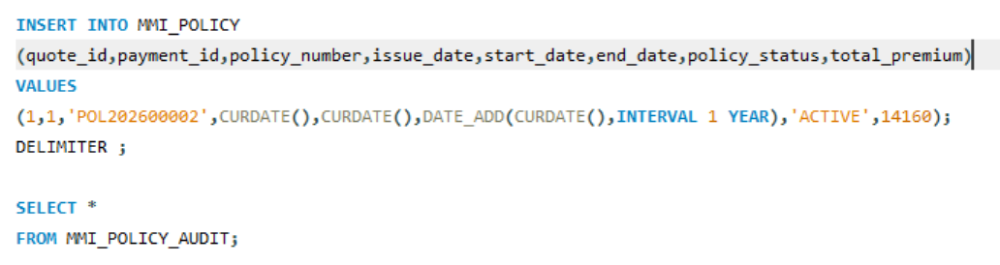 INSERT INTO MMI_POLICY
(quote_id,payment_id,policy_number,issue_date,start_date,end_date,policy_status,total_premium)
VALUES
(1,1,'POL202600002',CURDATE(),CURDATE(),DATE_ADD(CURDATE(),INTERVAL 1 YEAR),'ACTIVE',14160);
DELIMITER ;
SELECT *
FROM MMI_POLICY_AUDIT;